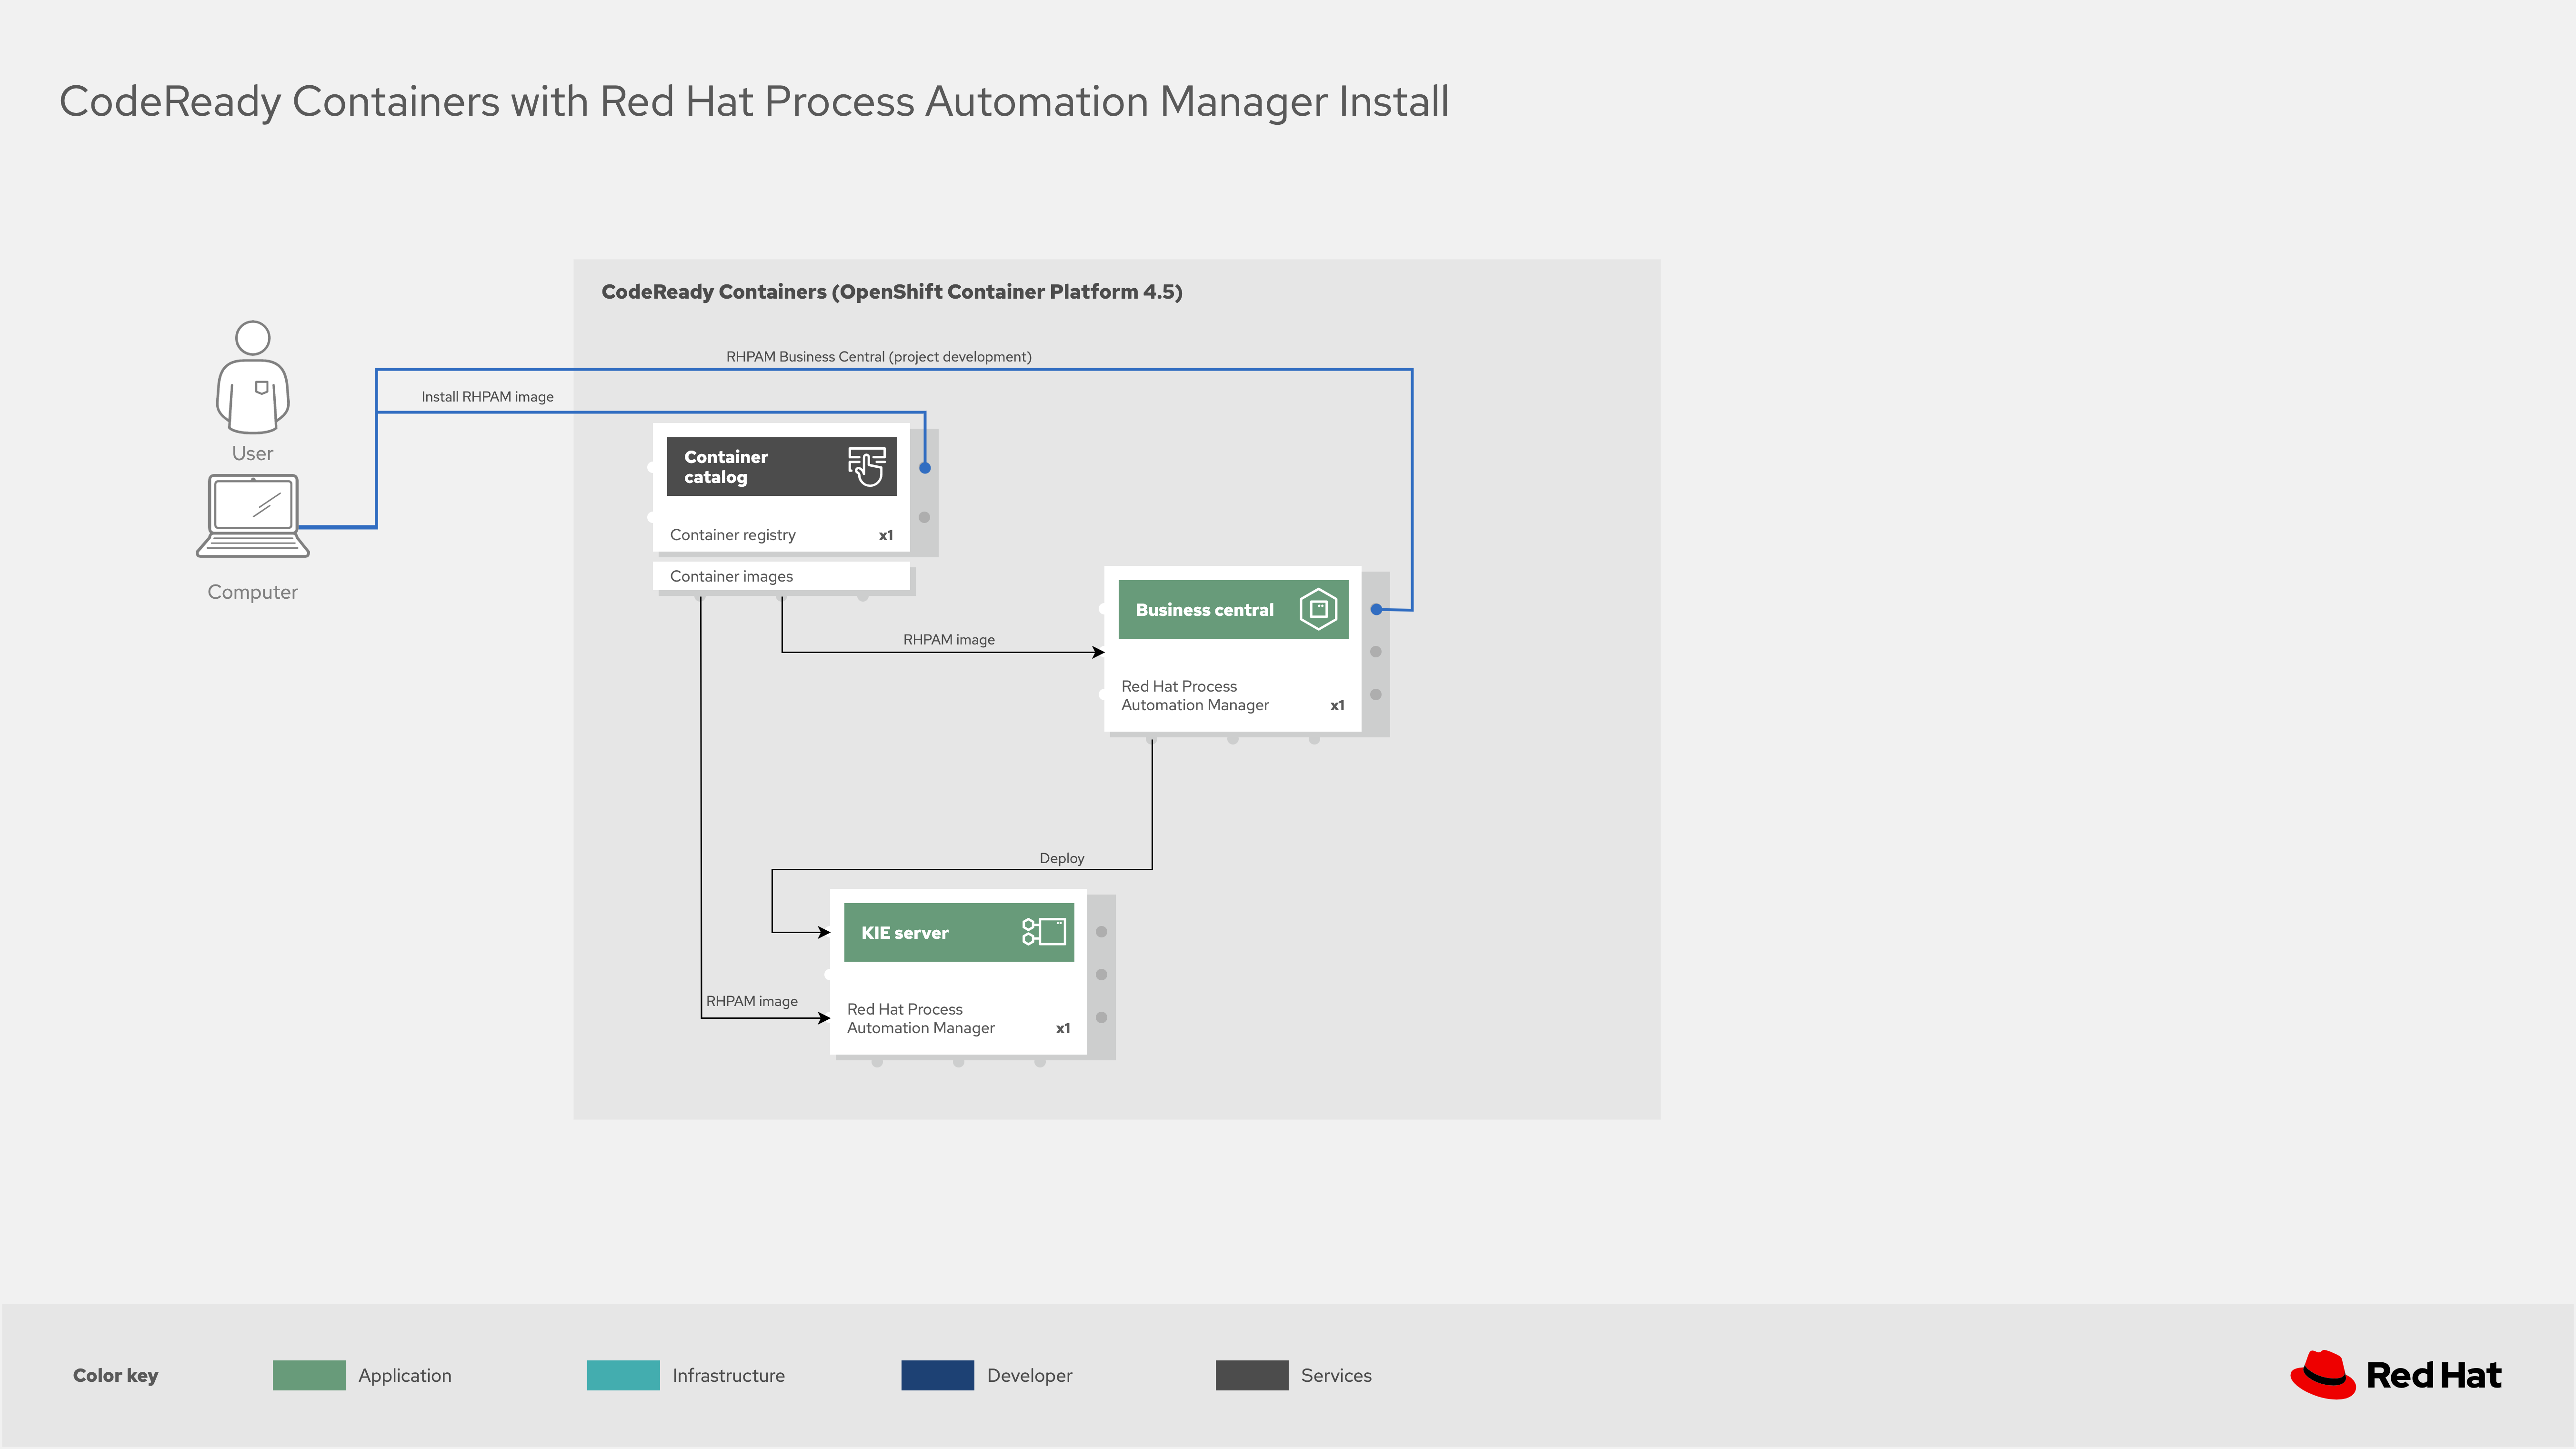 CodeReady Containers with Red Hat Process Automation Manager Install
CodeReady Containers (OpenShift Container Platform 4.5)
RHPAM Business Central (project development)
Install RHPAM image
User
Computer
Container
catalog
Container registry x1
Container images
RHPAM image
Business central
Red Hat Process
Automation Manager x1
Deploy
KIE server
RHPAM image
Red Hat Process
Automation Manager x1
Color key Application Infrastructure Developer Services
Red Hat